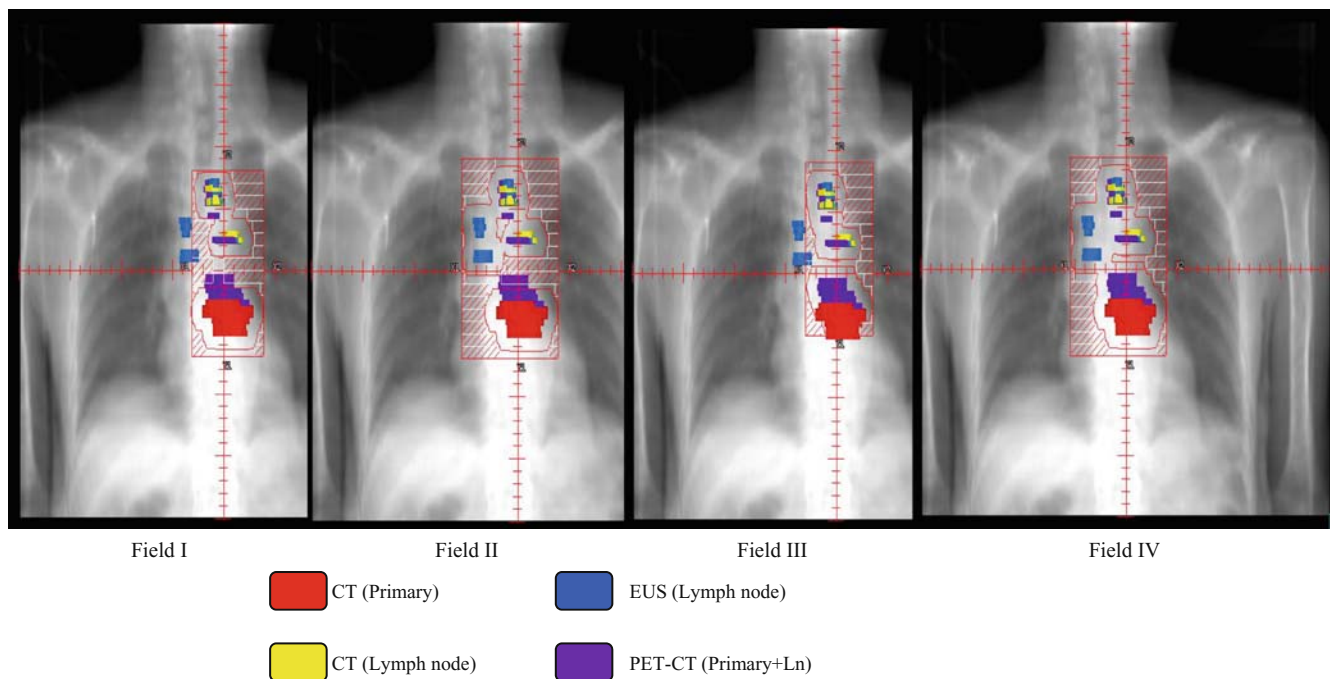 Field I
Field II
Field III
Field IV
CT (Primary)
EUS (Lymph node)
CT (Lymph node)
PET-CT (Primary+Ln)